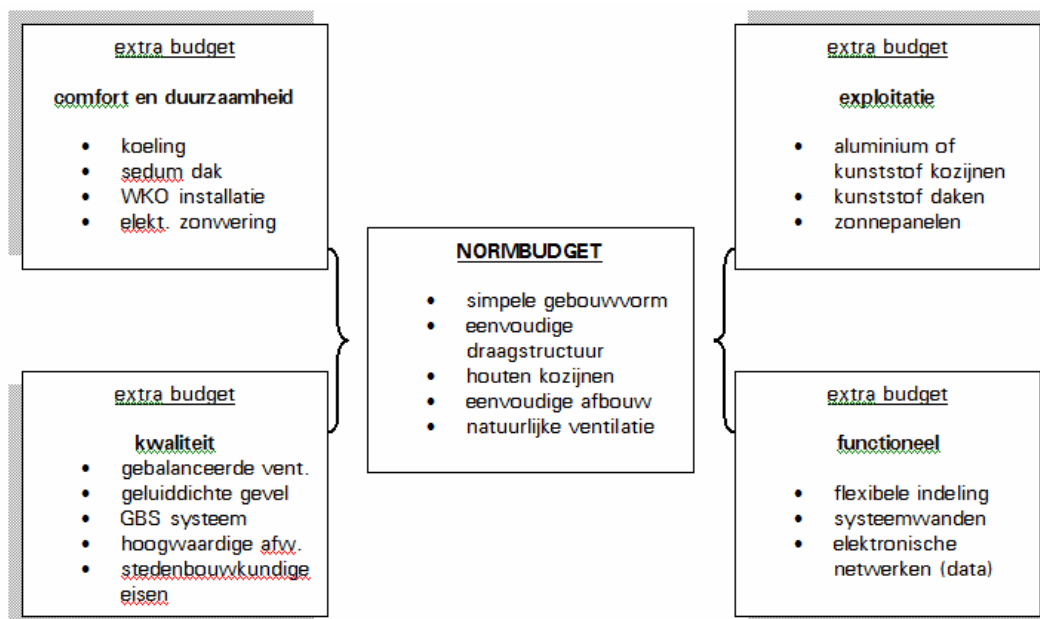 extra budget
comfort en duurzaamheid
• koeling
• sedum dak
• WKO installatie
• elekt. zonwering
extra budget
kwaliteit
• gebalanceerde vent.
• geluiddichte gevel
• GBS systeem
• hoogwaardige afw.
• stedenbouwkundige
eisen
NORMBUDGET
• simpele gebouwvorm
• eenvoudige
draagstructuur
• houten kozijnen
• eenvoudige afbouw
• natuurlijke ventilatie
extra budget
exploitatie
• aluminium of
kunststof kozijnen
• kunststof daken
• zonnepanelen
extra budget
functioneel
• flexibele indeling
• systeemwanden
• elektronische
netwerken (data)